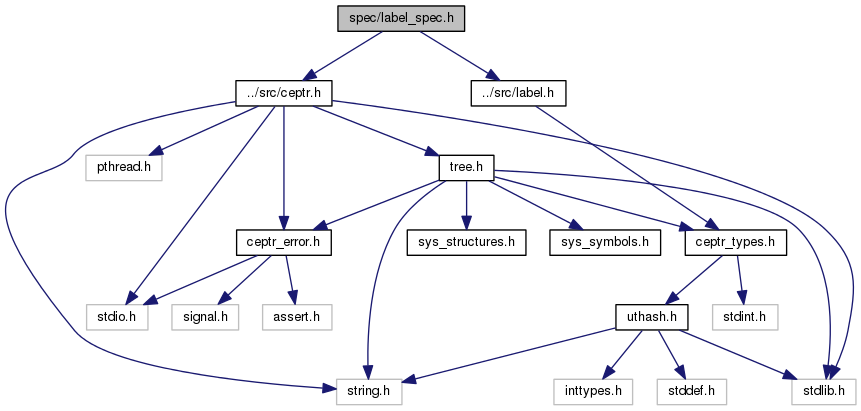 spec/label_spec.h
../src/ceptr.h
../src/label.h
pthread.h
tree.h
ceptr_error.h
sys_structures.h
sys_symbols.h
ceptr_types.h
stdio.h
signal.h
assert.h
uthash.h
stdint.h
string.h
inttypes.h
stddef.h
stdlib.h